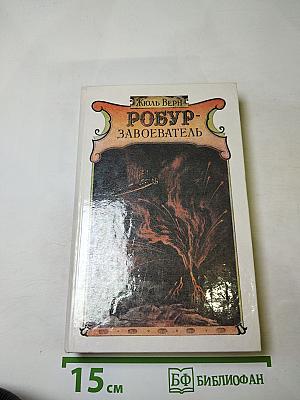 Жюль Верн
РОБУР-
ЗАВОЕВАТЕЛЬ
15 см
БФ БИБЛИОФАН